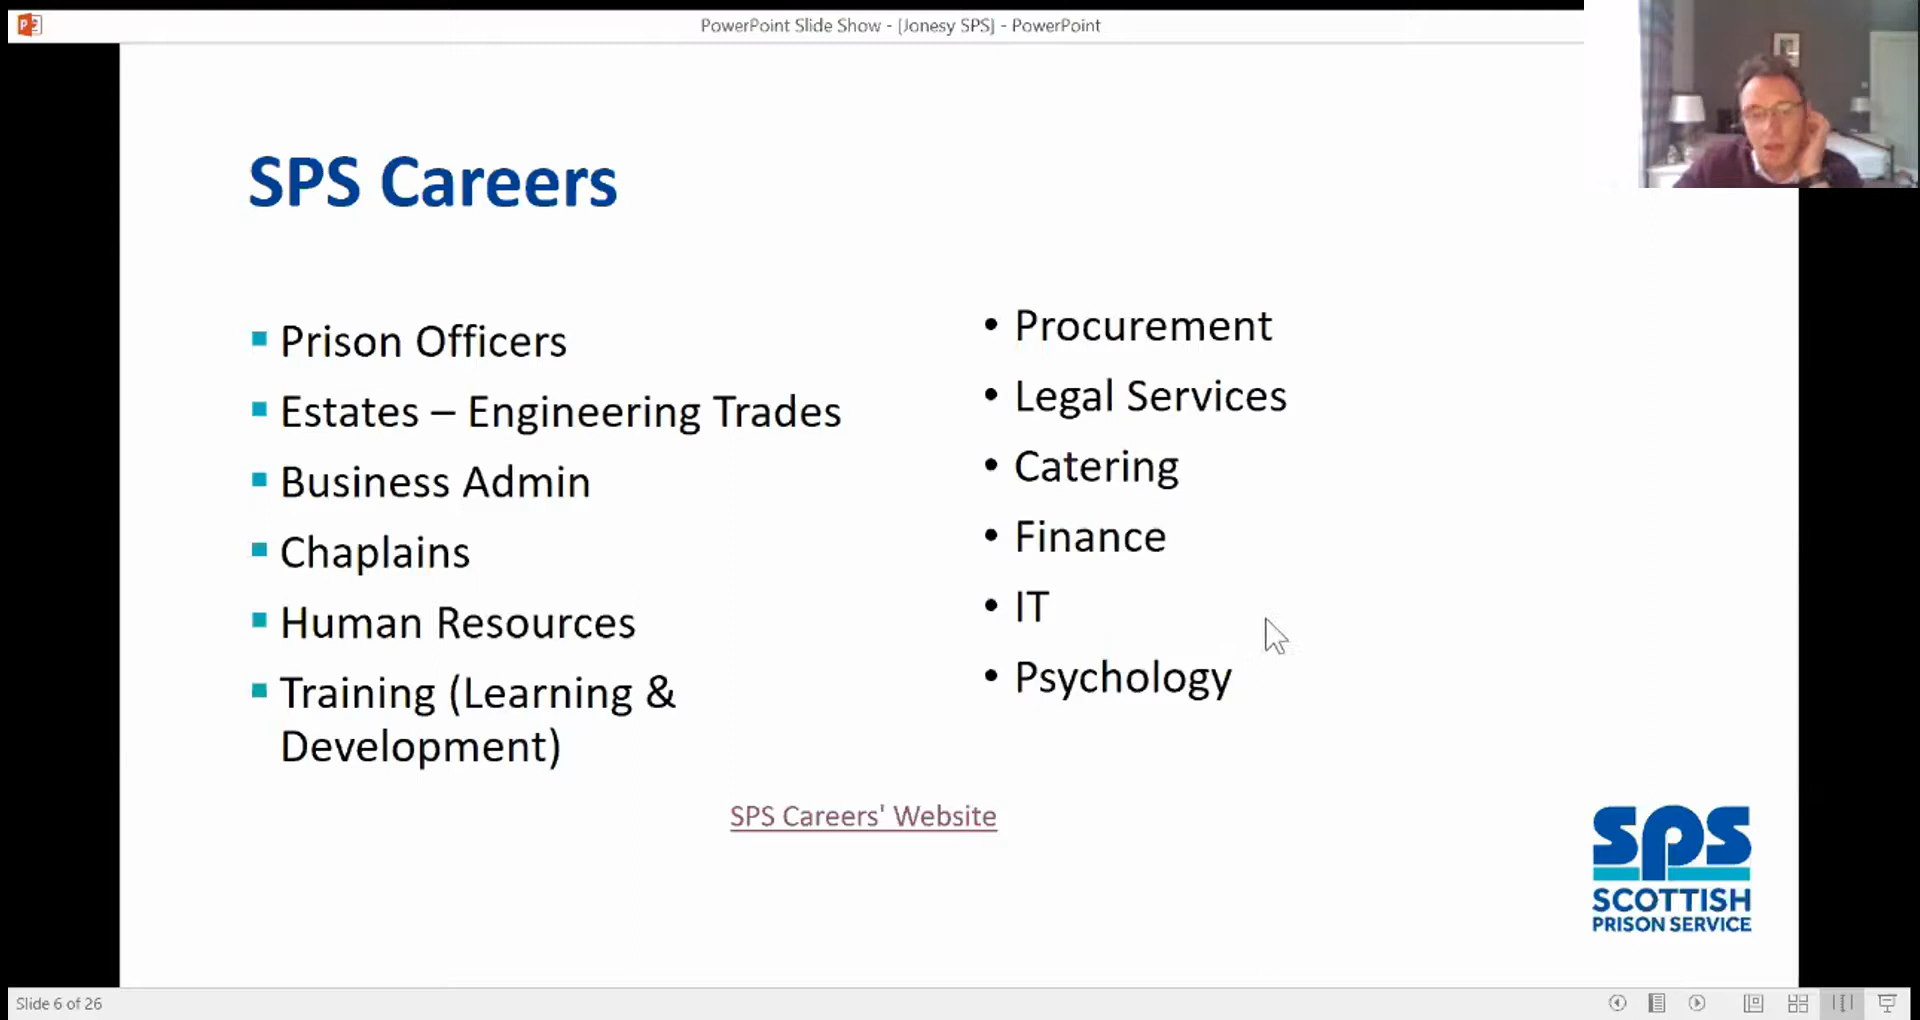 PowerPoint Slide Show - [Jonesy SPS] - PowerPoint
SPS Careers
Prison Officers
Estates – Engineering Trades
Business Admin
Chaplains
Human Resources
Training (Learning &
Development)
• Procurement
• Legal Services
• Catering
• Finance
• IT
• Psychology
SPS Careers' Website
sps
SCOTTISH
PRISON SERVICE
Slide 6 of 26